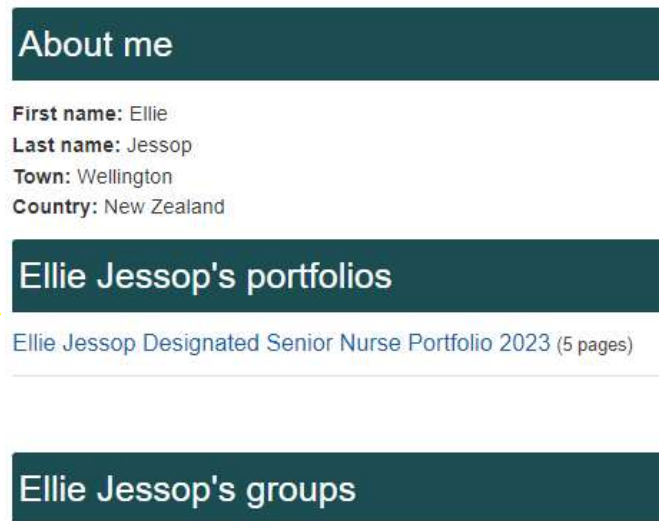 About me
First name: Ellie
Last name: Jessop
Town: Wellington
Country: New Zealand
Ellie Jessop's portfolios
Ellie Jessop Designated Senior Nurse Portfolio 2023 (5 pages)
Ellie Jessop's groups